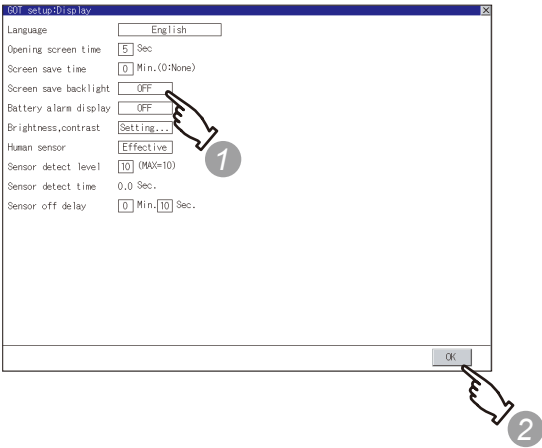 GOT setup:Display
Language English
Opening screen time 5 Sec
Screen save time 0 Min.(0:None)
Screen save backlight OFF
Battery alarm display OFF
Brightness,contrast Setting...
Human sensor Effective
Sensor detect level 10 (MAX=10)
Sensor detect time 0.0 Sec.
Sensor off delay 0 Min. 10 Sec.
1
OK
2